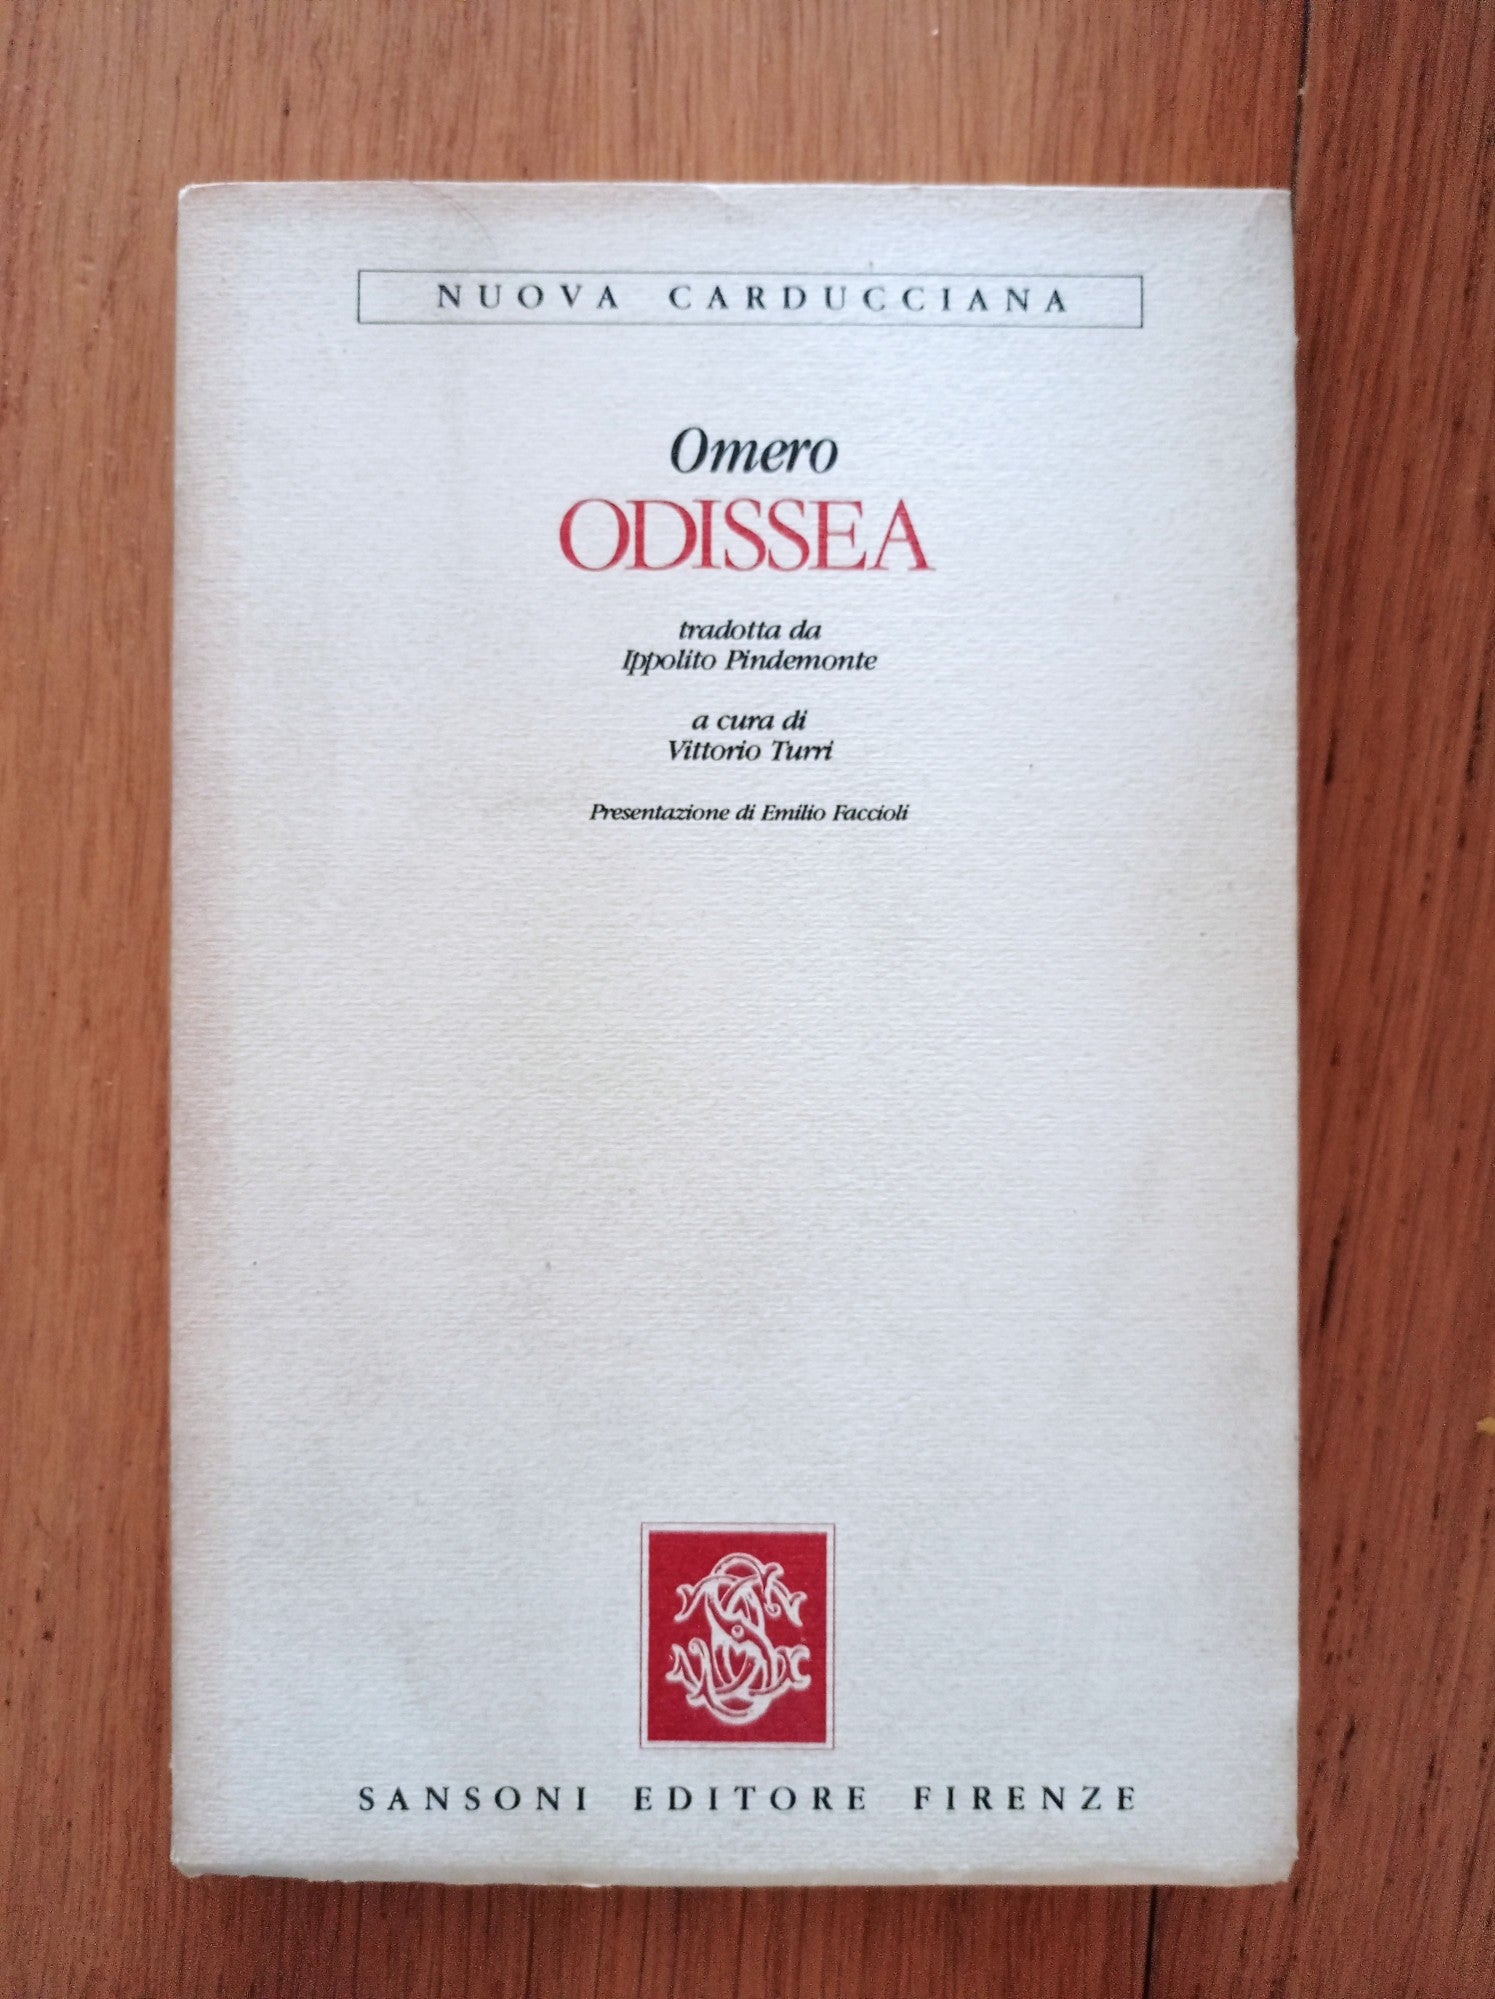 NUOVA CARDUCCIANA
Omero
ODISSEA
tradotta da
Ippolito Pindemonte
a cura di
Vittorio Turri
Presentazione di Emilio Faccioli
SANSONI EDITORE FIRENZE